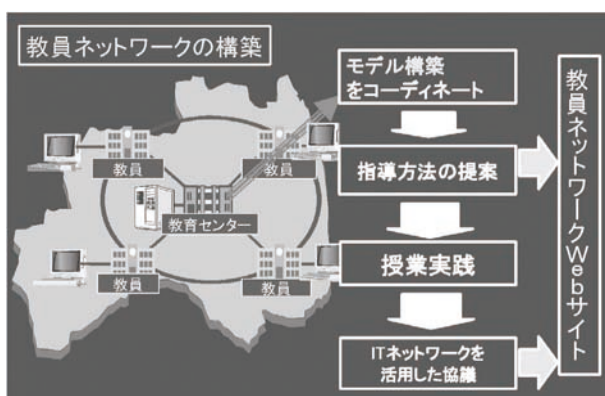 教員ネットワークの構築
教員
教員
教育センター
教員
教員
モデル構築
をコーディネート
指導方法の提案
授業実践
ITネットワークを
活用した協議
教員ネットワークWebサイト